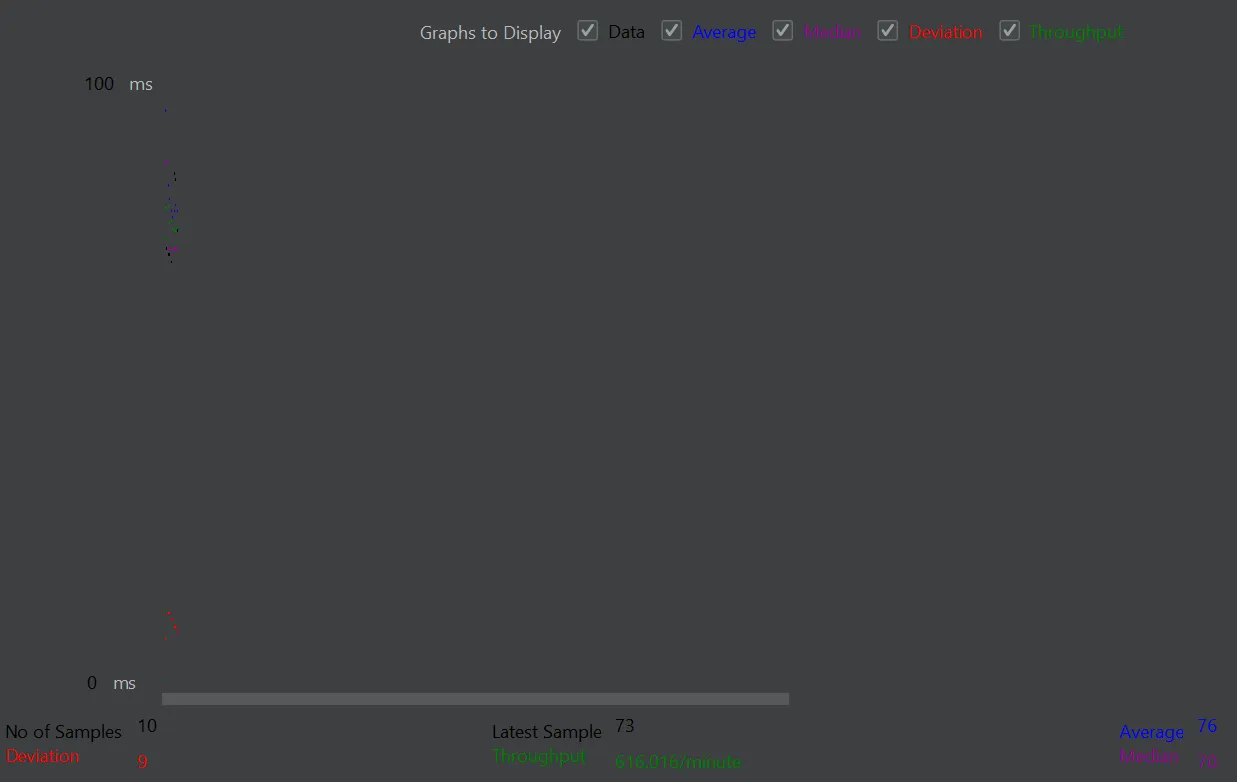 Graphs to Display Data Average Median Deviation Throughput
100 ms
0 ms
No of Samples 10 Latest Sample 73 Average 76
Deviation 9 Throughput 616.016/minute Median 70